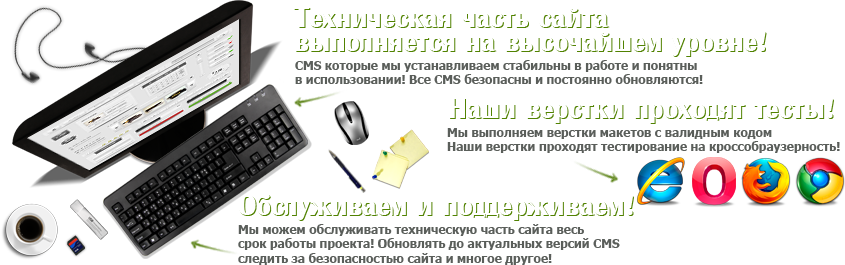 Техническая часть сайта
выполняется на высочайшем уровне!
CMS которые мы устанавливаем стабильны в работе и понятны
в использовании! Все CMS безопасны и постоянно обновляются!
Наши верстки проходят тесты!
Мы выполняем верстки макетов с валидным кодом
Наши верстки проходят тестирование на кроссбраузерность!
Обслуживаем и поддерживаем!
Мы можем обслуживать техническую часть сайта весь
срок работы проекта! Обновлять до актуальных версий CMS
следить за безопасностью сайта и многое другое!